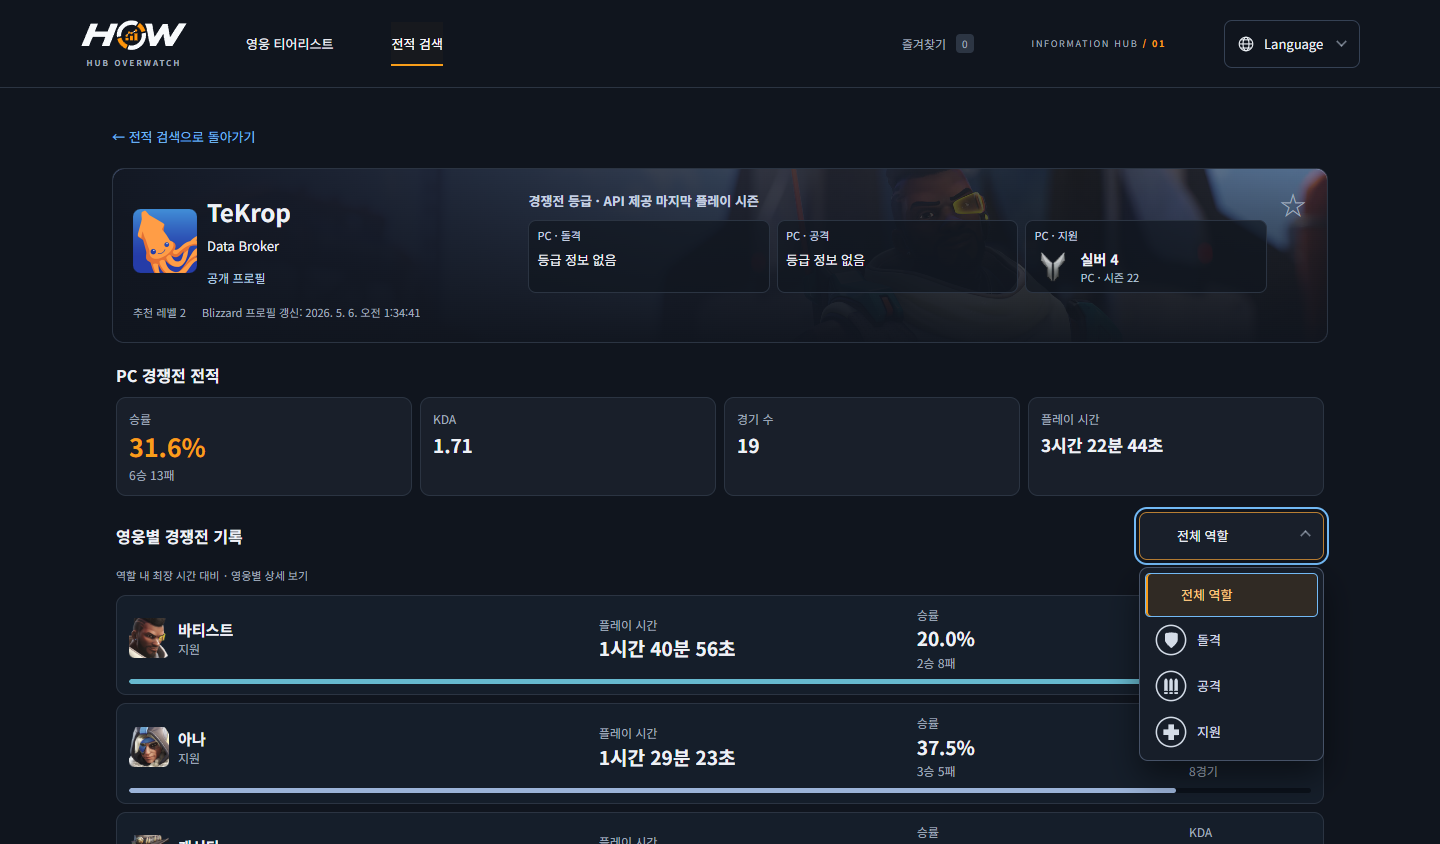 HOW
HUB OVERWATCH
영웅 티어리스트
전적 검색
즐겨찾기 0
INFORMATION HUB / 01
Language
← 전적 검색으로 돌아가기
TeKrop
Data Broker
공개 프로필
추천 레벨 2
Blizzard 프로필 갱신: 2026. 5. 6. 오전 1:34:41
경쟁전 등급 · API 제공 마지막 플레이 시즌
PC · 돌격
등급 정보 없음
PC · 공격
등급 정보 없음
PC · 지원
실버 4
PC · 시즌 22
PC 경쟁전 전적
승률
31.6%
6승 13패
KDA
1.71
경기 수
19
플레이 시간
3시간 22분 44초
영웅별 경쟁전 기록
전체 역할
역할 내 최장 시간 대비 · 영웅별 상세 보기
전체 역할
돌격
공격
지원
바티스트
지원
플레이 시간
1시간 40분 56초
승률
20.0%
2승 8패
아나
지원
플레이 시간
1시간 29분 23초
승률
37.5%
3승 5패
8경기
플레이 시간
승률
KDA